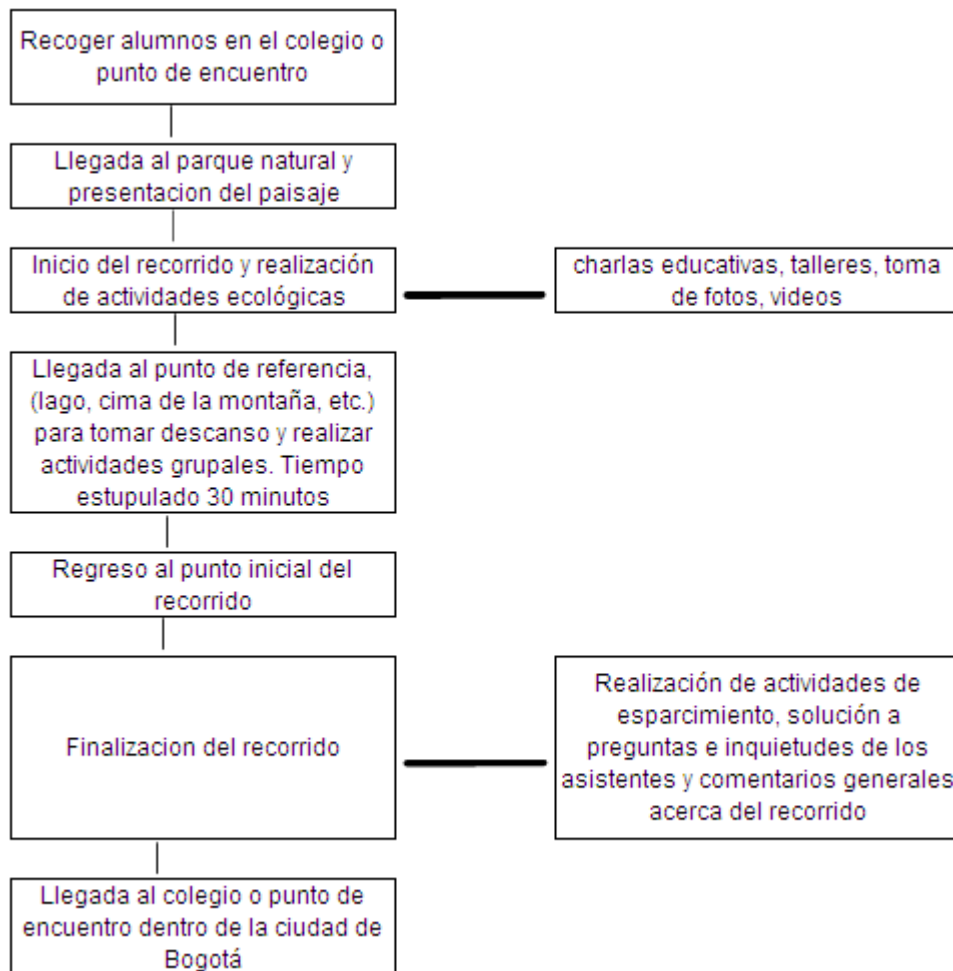 Recoger alumnos en el colegio o
punto de encuentro
Llegada al parque natural y
presentacion del paisaje
Inicio del recorrido y realización
de actividades ecológicas
charlas educativas, talleres, toma
de fotos, videos
Llegada al punto de referencia,
(lago, cima de la montaña, etc.)
para tomar descanso y realizar
actividades grupales. Tiempo
estupulado 30 minutos
Regreso al punto inicial del
recorrido
Finalizacion del recorrido
Realización de actividades de
esparcimiento, solución a
preguntas e inquietudes de los
asistentes y comentarios generales
acerca del recorrido
Llegada al colegio o punto de
encuentro dentro de la ciudad de
Bogotá